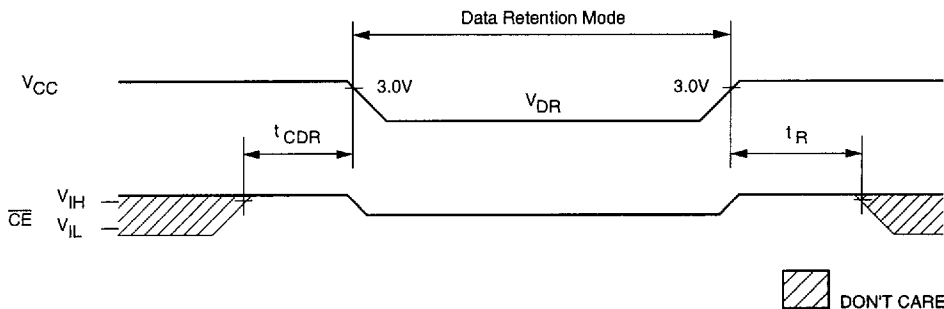 Data Retention Mode
VCC
3.0V
VDR
3.0V
tCDR
tR
VIH
CE
VIL
DON'T CARE